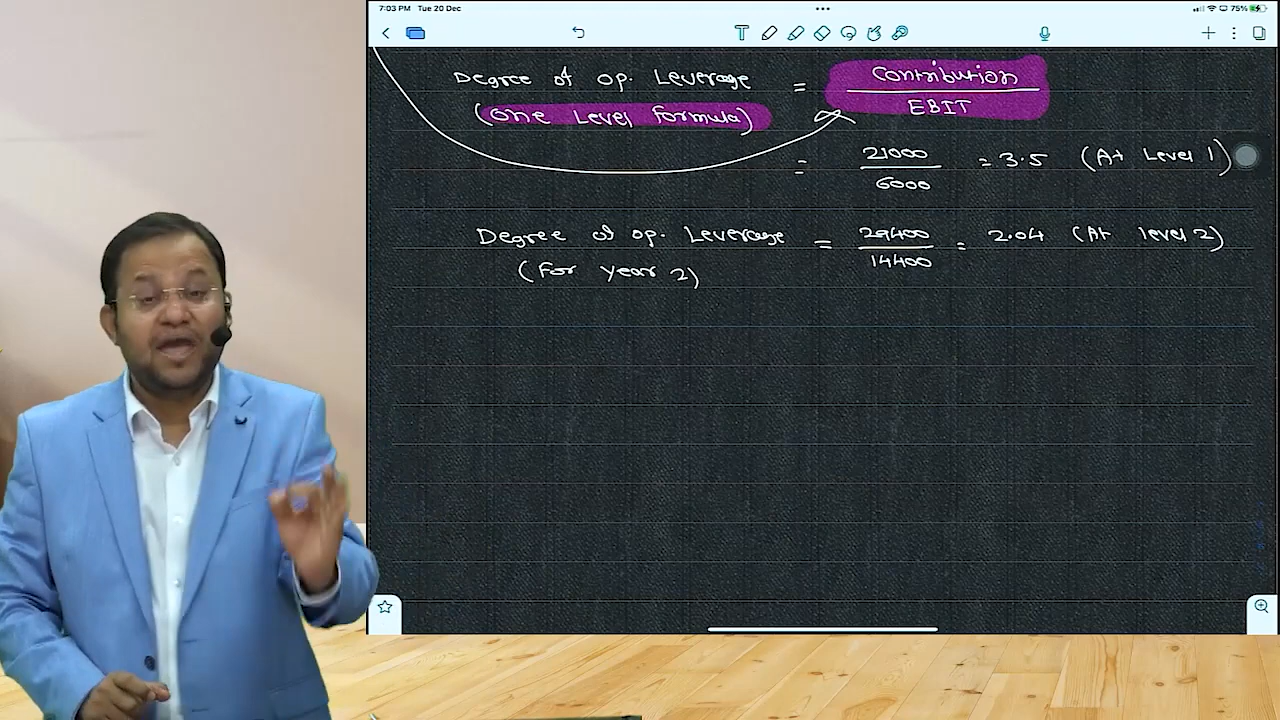 7:03 PM Tue 20 Dec
75%
T
Degree of op. Leverage = Contribution
EBIT
(One Level formula)
= 21000 = 3.5 (At Level 1)
6000
Degree of op. Leverage = 29400 = 2.04 (At level 2)
14400
(For year 2)